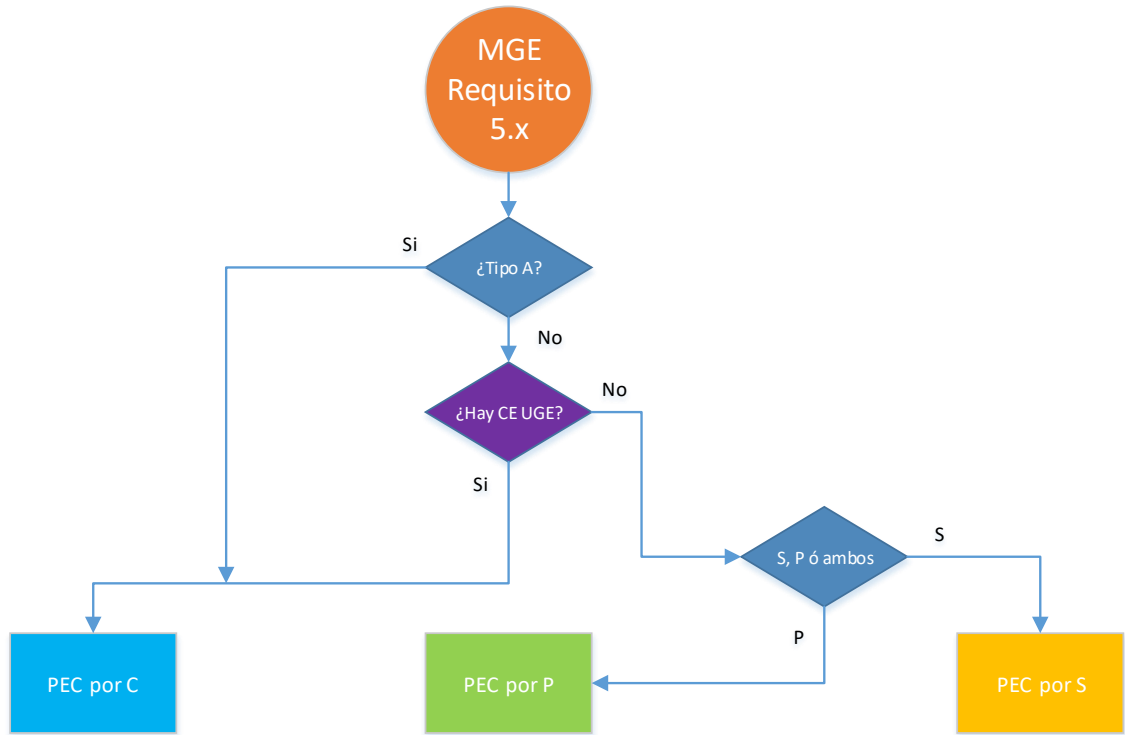 MGE
Requisito
5.x
Si
¿Tipo A?
No
¿Hay CE UGE?
No
Si
S, P ó ambos
S
P
PEC por C
PEC por P
PEC por S